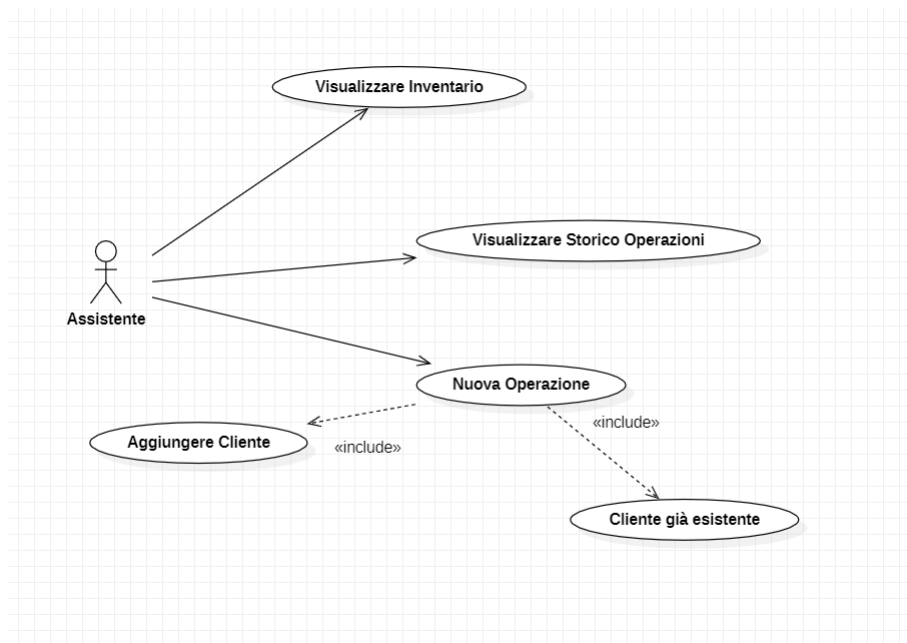 Visualizzare Inventario
Visualizzare Storico Operazioni
Assistente
Nuova Operazione
«include»
Aggiungere Cliente
«include»
Cliente già esistente